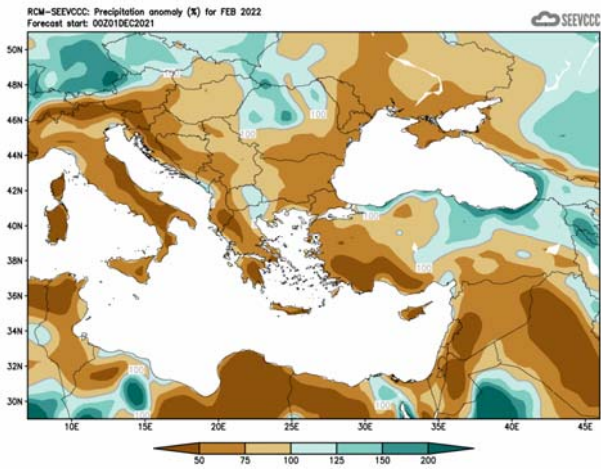 RCM-SEEVCCC: Precipitation anomaly (%) for FEB 2022
Forecast start: 00Z01DEC2021
SEEVCCC
50N
48N
46N
44N
42N
40N
38N
36N
34N
32N
30N
100
100
100
100
100
100
100
100
10E
15E
20E
25E
30E
35E
40E
45E
50
75
100
125
150
200